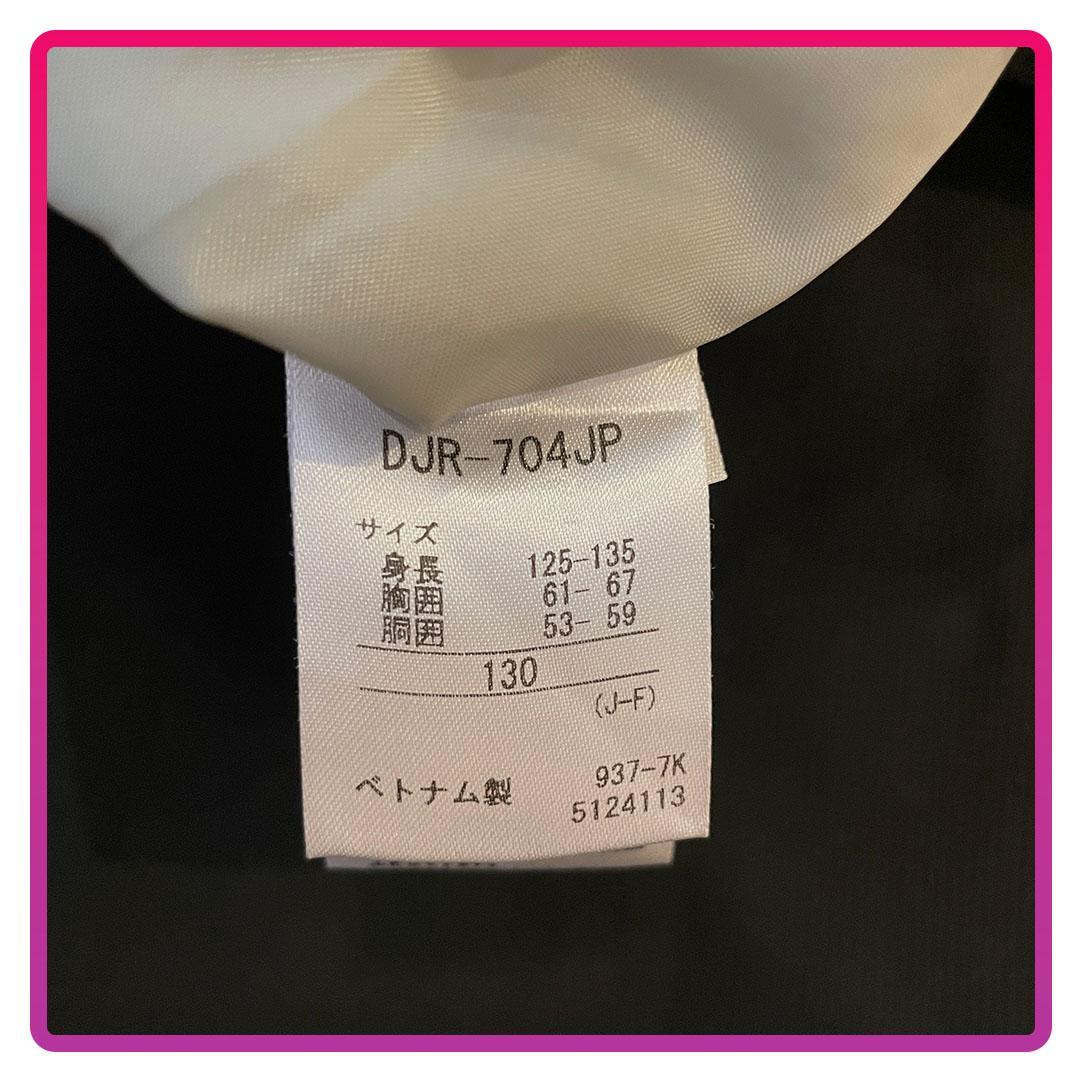 DJR-704JP
サイズ
身長 125-135
胸囲 61- 67
胴囲 53- 59
130
(J-F)
ベトナム製 937-7K
5124113